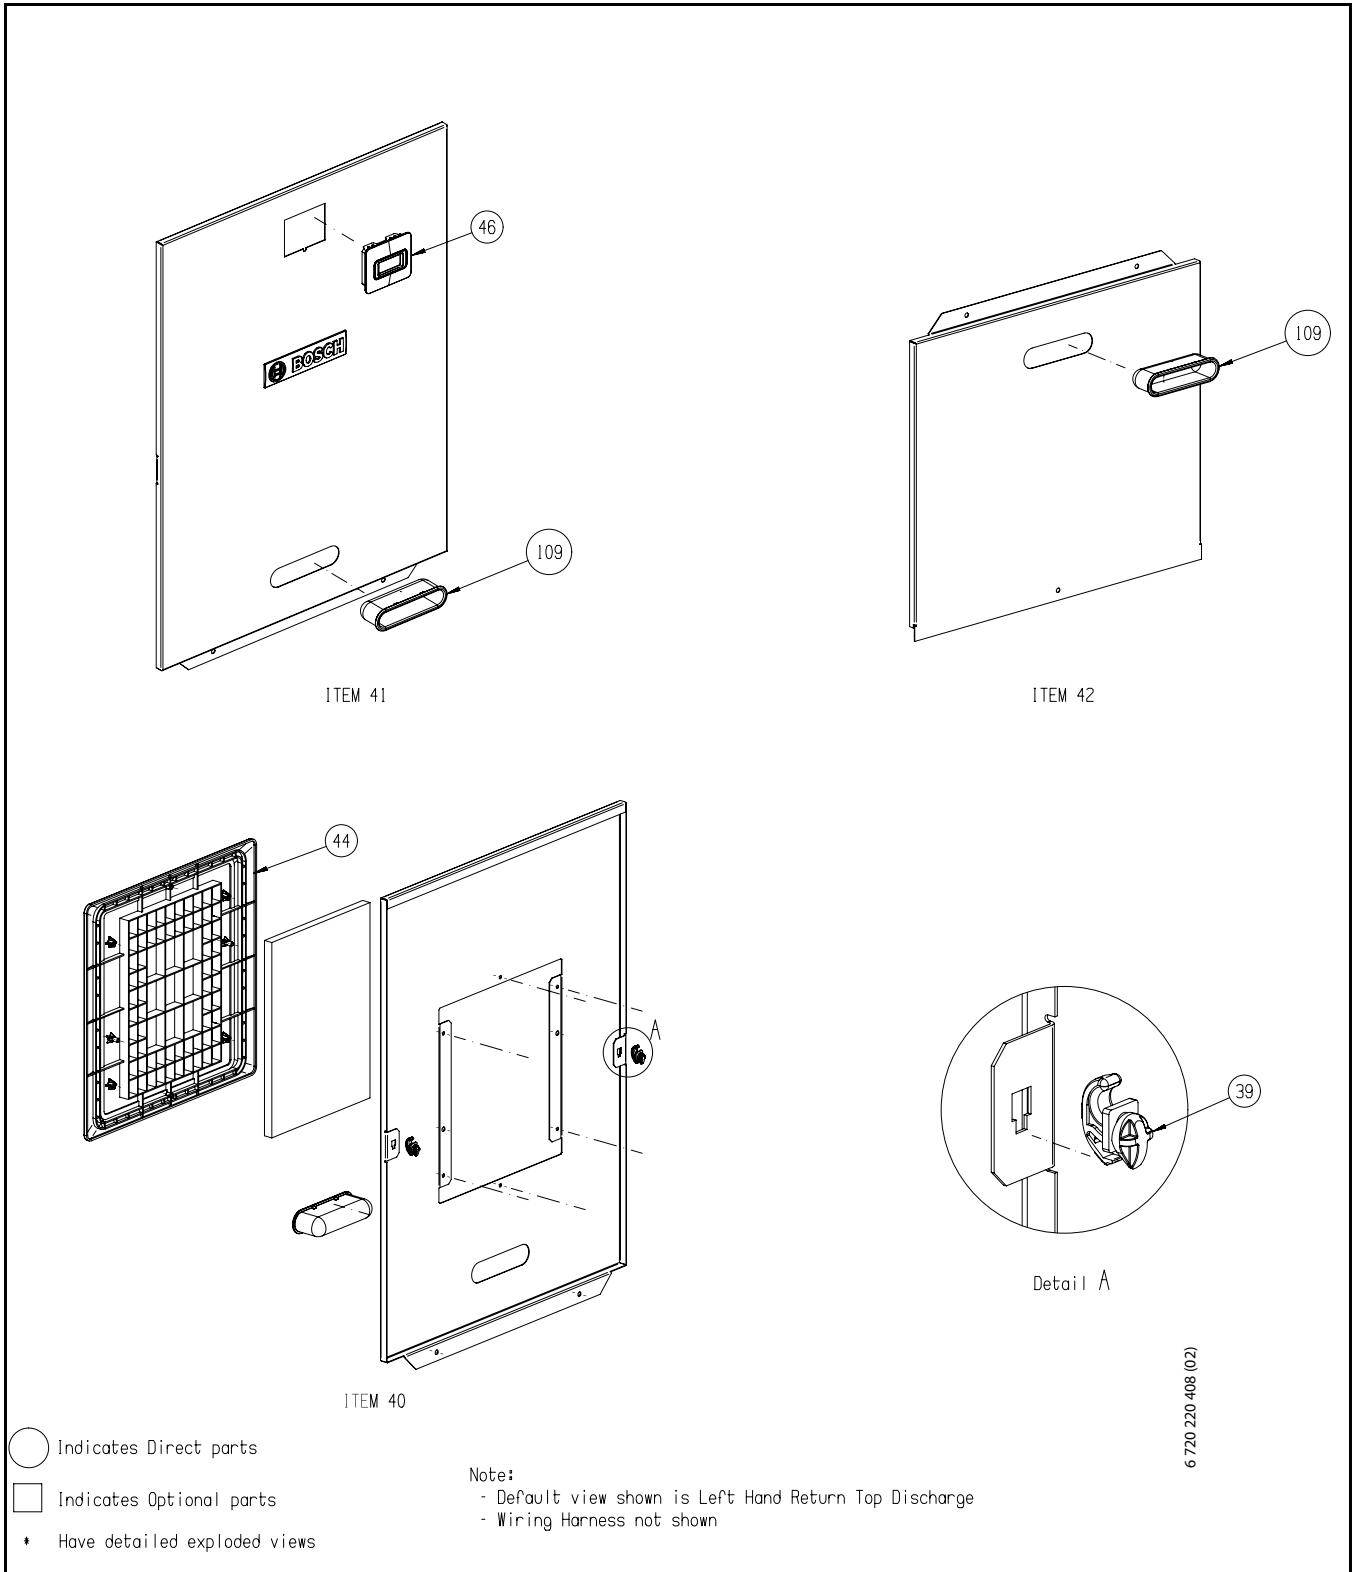 46
BOSCH
109
ITEM 41
109
ITEM 42
44
A
ITEM 40
39
Detail A
6 720 220 408 (02)
Indicates Direct parts
Indicates Optional parts
* Have detailed exploded views
Note:
- Default view shown is Left Hand Return Top Discharge
- Wiring Harness not shown